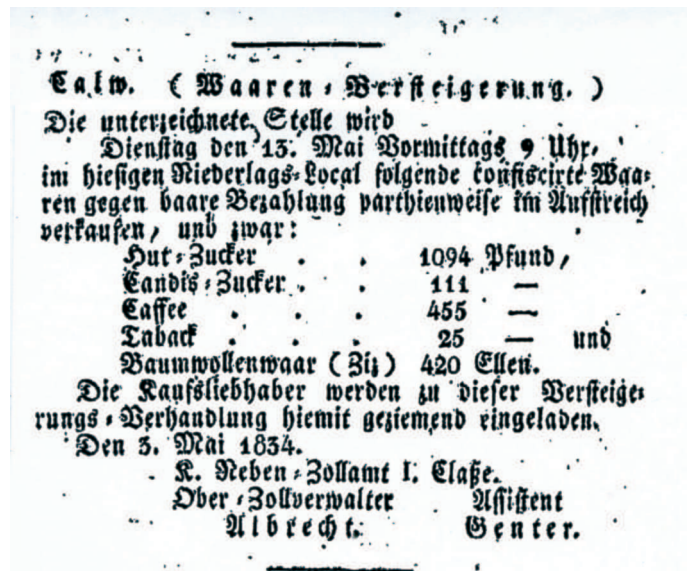 Calw. (Waaren-Versteigerung.)
Die unterzeichnete Stelle wird
Dienstag den 13. Mai Vormittags 9 Uhr,
im hiesigen Niederlags-Local folgende confiscirte Waa-
ren gegen baare Bezahlung parthienweise im Aufstreich
verkaufen, und zwar:
Hut-Zucker . . 1094 Pfund,
Candis-Zucker . . 111 —
Caffee . . . 455 —
Taback . . . 25 — und
Baumwollenwaar (Ziz) 420 Ellen.
Die Kaufsliebhaber werden zu dieser Versteige-
rungs-Verhandlung hiemit geziemend eingeladen.
Den 3. Mai 1834.
K. Neben-Zollamt I. Claße.
Ober-Zollverwalter Assistent
Albrecht. Genter.